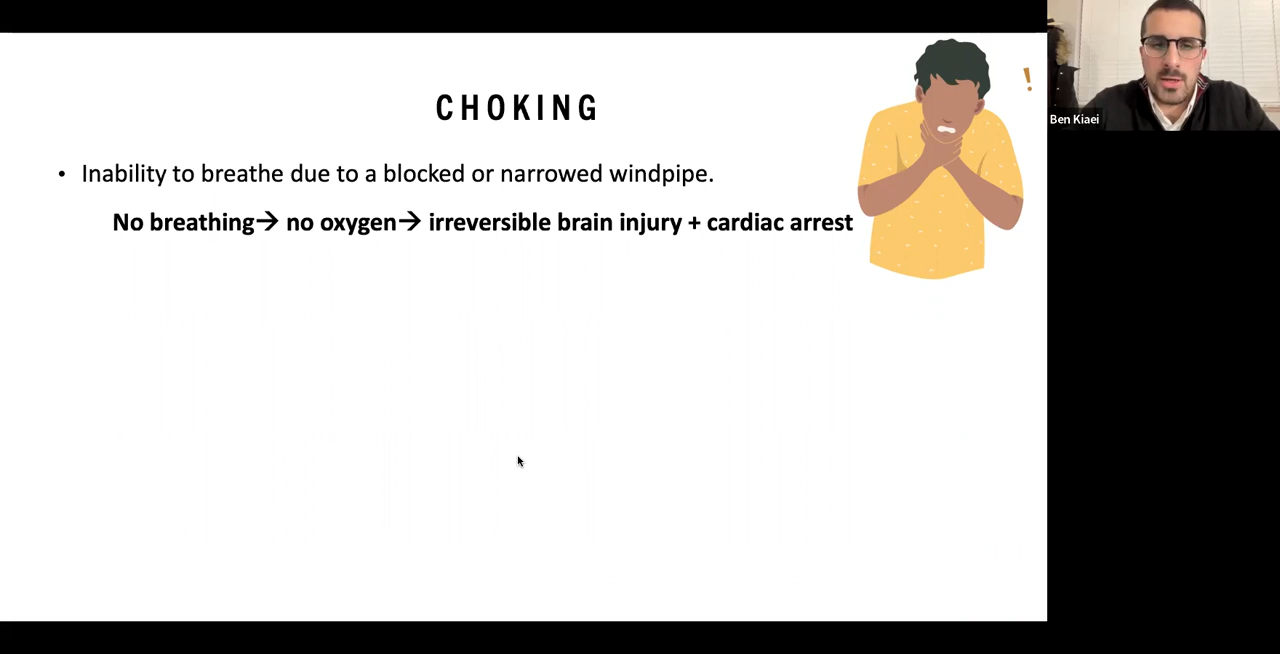 CHOKING
• Inability to breathe due to a blocked or narrowed windpipe.
No breathing→ no oxygen→ irreversible brain injury + cardiac arrest
!
Ben Kiaei